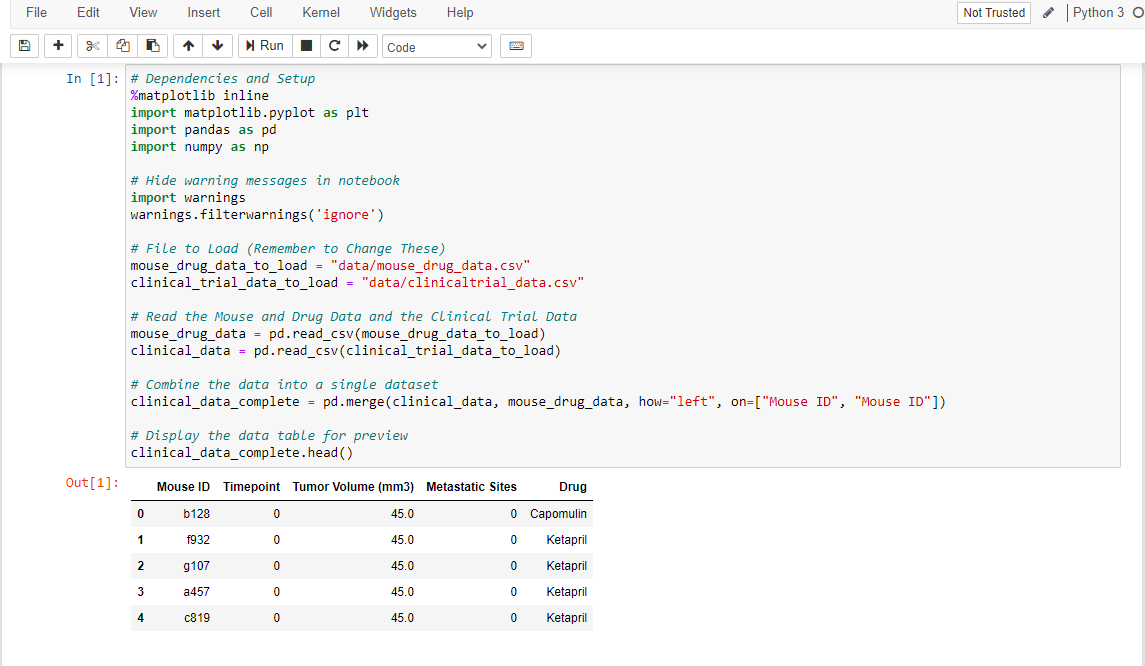 File Edit View Insert Cell Kernel Widgets Help Not Trusted Python 3
Run Code
In [1]: # Dependencies and Setup
%matplotlib inline
import matplotlib.pyplot as plt
import pandas as pd
import numpy as np
# Hide warning messages in notebook
import warnings
warnings.filterwarnings('ignore')
# File to Load (Remember to Change These)
mouse_drug_data_to_load = "data/mouse_drug_data.csv"
clinical_trial_data_to_load = "data/clinicaltrial_data.csv"
# Read the Mouse and Drug Data and the Clinical Trial Data
mouse_drug_data = pd.read_csv(mouse_drug_data_to_load)
clinical_data = pd.read_csv(clinical_trial_data_to_load)
# Combine the data into a single dataset
clinical_data_complete = pd.merge(clinical_data, mouse_drug_data, how="left", on=["Mouse ID", "Mouse ID"])
# Display the data table for preview
clinical_data_complete.head()
Out[1]:
Mouse ID Timepoint Tumor Volume (mm3) Metastatic Sites Drug
0 b128 0 45.0 0 Capomulin
1 f932 0 45.0 0 Ketapril
2 g107 0 45.0 0 Ketapril
3 a457 0 45.0 0 Ketapril
4 c819 0 45.0 0 Ketapril